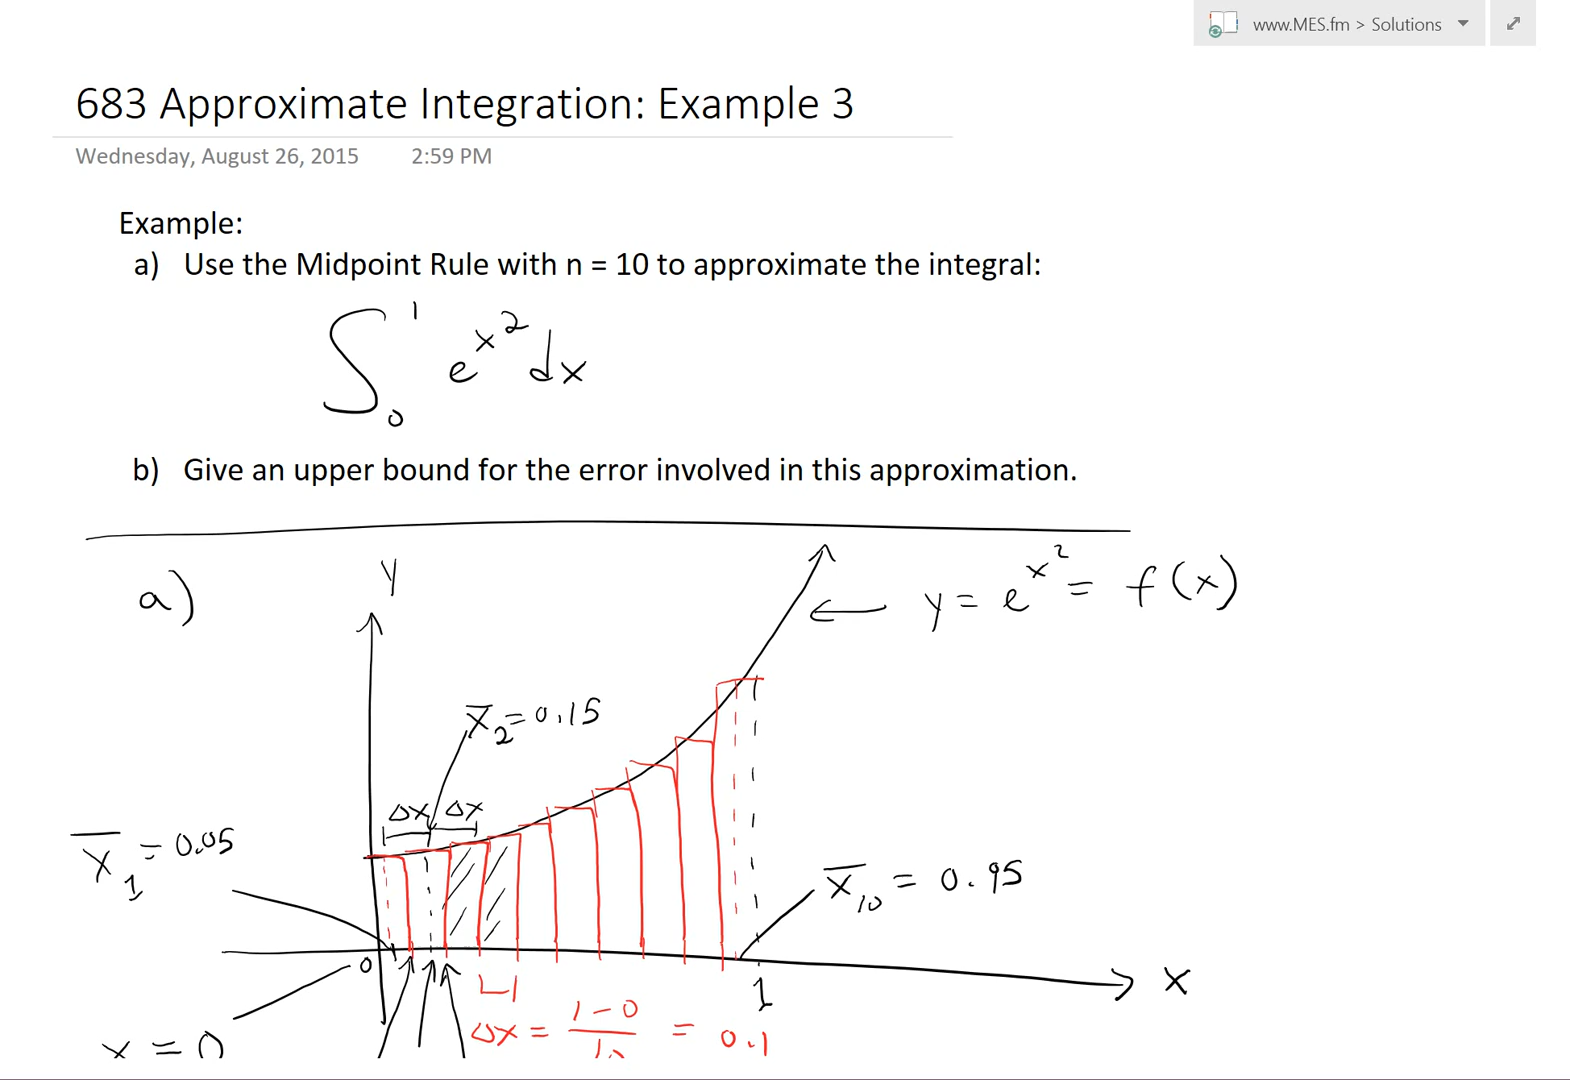 www.MES.fm > Solutions
683 Approximate Integration: Example 3
Wednesday, August 26, 2015 2:59 PM
Example:
a) Use the Midpoint Rule with n = 10 to approximate the integral:
∫₀¹ e^x² dx
b) Give an upper bound for the error involved in this approximation.
a)
y
y = e^x² = f(x)
x̄₂ = 0.15
Δx Δx
x̄₁ = 0.05
x̄₁₀ = 0.95
0
1
x
Δx = (1-0)/10 = 0.1
x = 0